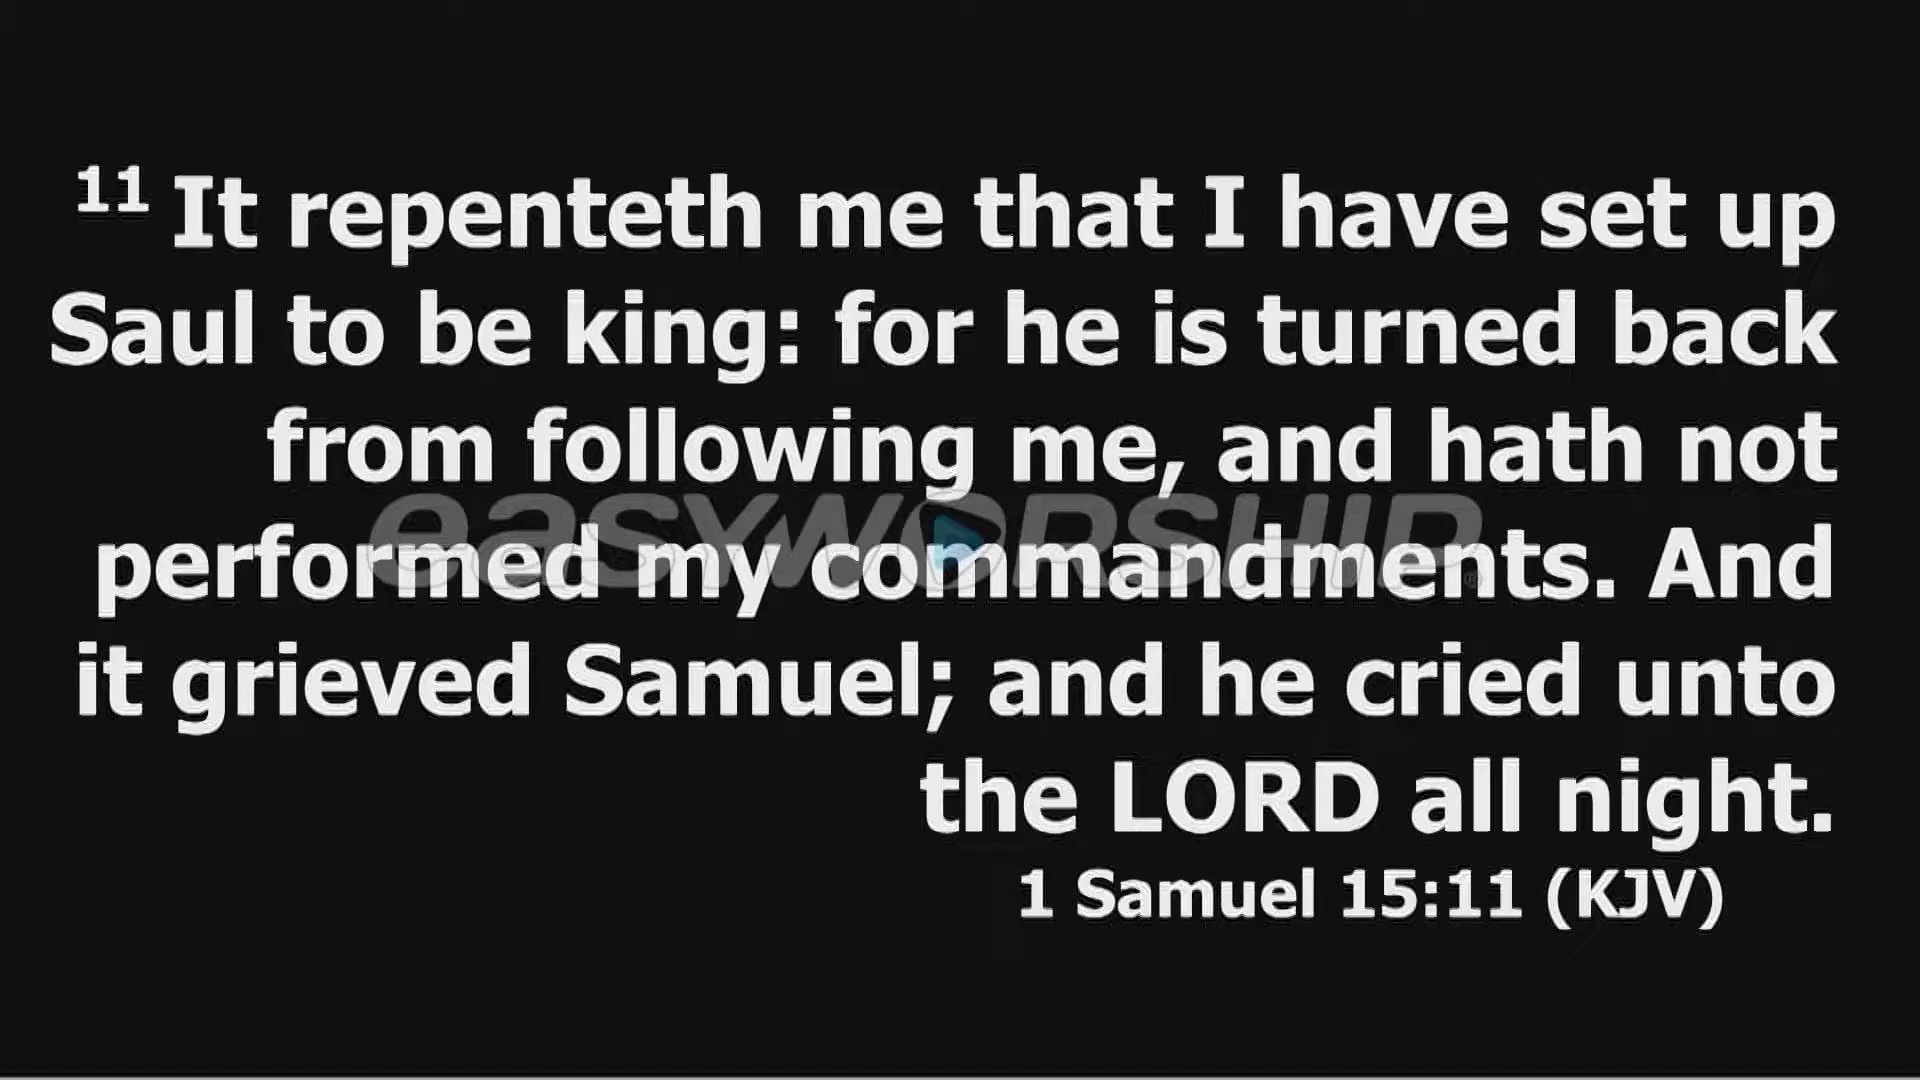 11 It repenteth me that I have set up
Saul to be king: for he is turned back
from following me, and hath not
easyworship®
performed my commandments. And
it grieved Samuel; and he cried unto
the LORD all night.
1 Samuel 15:11 (KJV)